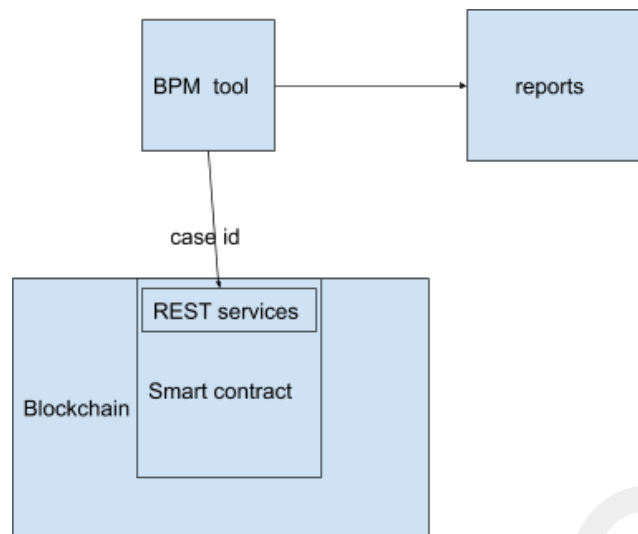 BPM tool
reports
case id
REST services
Smart contract
Blockchain